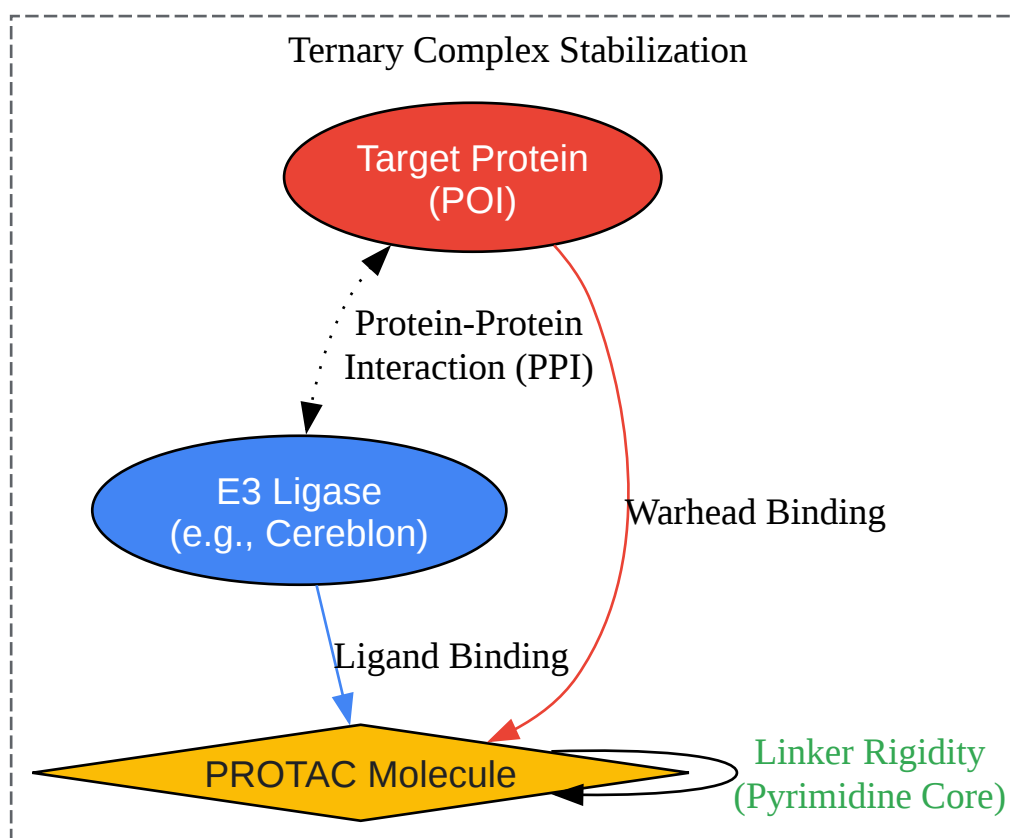 Ternary Complex Stabilization
Target Protein
(POI)
Protein-Protein
Interaction (PPI)
E3 Ligase
(e.g., Cereblon)
Warhead Binding
Ligand Binding
PROTAC Molecule
Linker Rigidity
(Pyrimidine Core)